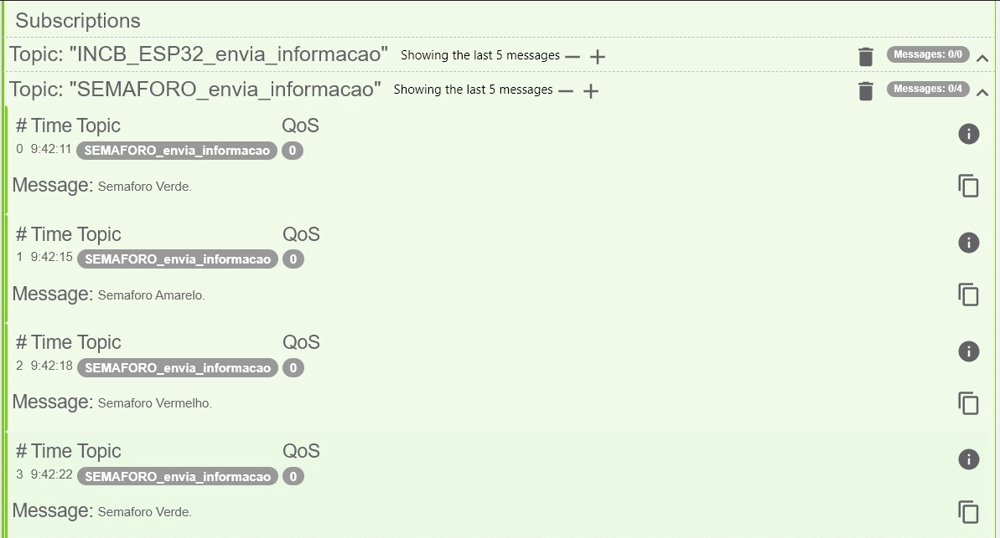 Subscriptions
Topic: "INCB_ESP32_envia_informacao" Showing the last 5 messages — + Messages: 0/0
Topic: "SEMAFORO_envia_informacao" Showing the last 5 messages — + Messages: 0/4
# Time Topic QoS
0 9:42:11 SEMAFORO_envia_informacao 0
Message: Semaforo Verde.
# Time Topic QoS
1 9:42:15 SEMAFORO_envia_informacao 0
Message: Semaforo Amarelo.
# Time Topic QoS
2 9:42:18 SEMAFORO_envia_informacao 0
Message: Semaforo Vermelho.
# Time Topic QoS
3 9:42:22 SEMAFORO_envia_informacao 0
Message: Semaforo Verde.